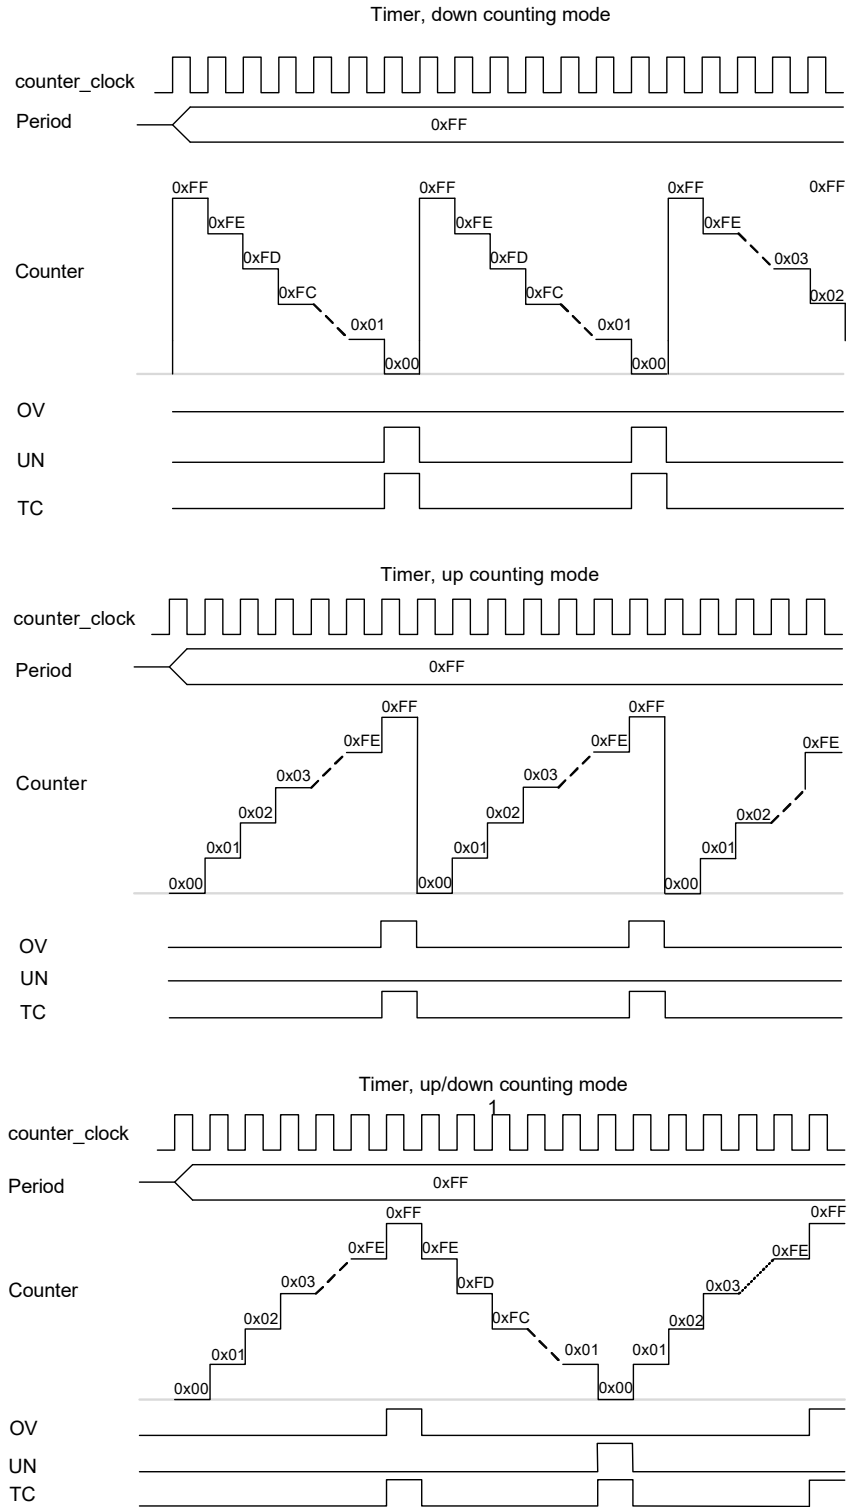 Timer, down counting mode
counter_clock
Period
0xFF
0xFF 0xFF 0xFF 0xFF
0xFE 0xFE 0xFE
0xFD 0xFD 0x03
Counter
0xFC 0xFC 0x02
0x01 0x01
0x00 0x00
OV
UN
TC
Timer, up counting mode
counter_clock
Period
0xFF
0xFF 0xFF
0xFE 0xFE 0xFE
0x03 0x03
Counter
0x02 0x02 0x02
0x01 0x01 0x01
0x00 0x00 0x00
OV
UN
TC
Timer, up/down counting mode
1
counter_clock
Period
0xFF
0xFF 0xFF
0xFE 0xFE 0xFE
0x03 0xFD 0x03
Counter
0x02 0xFC 0x02
0x01 0x01 0x01
0x00 0x00
OV
UN
TC